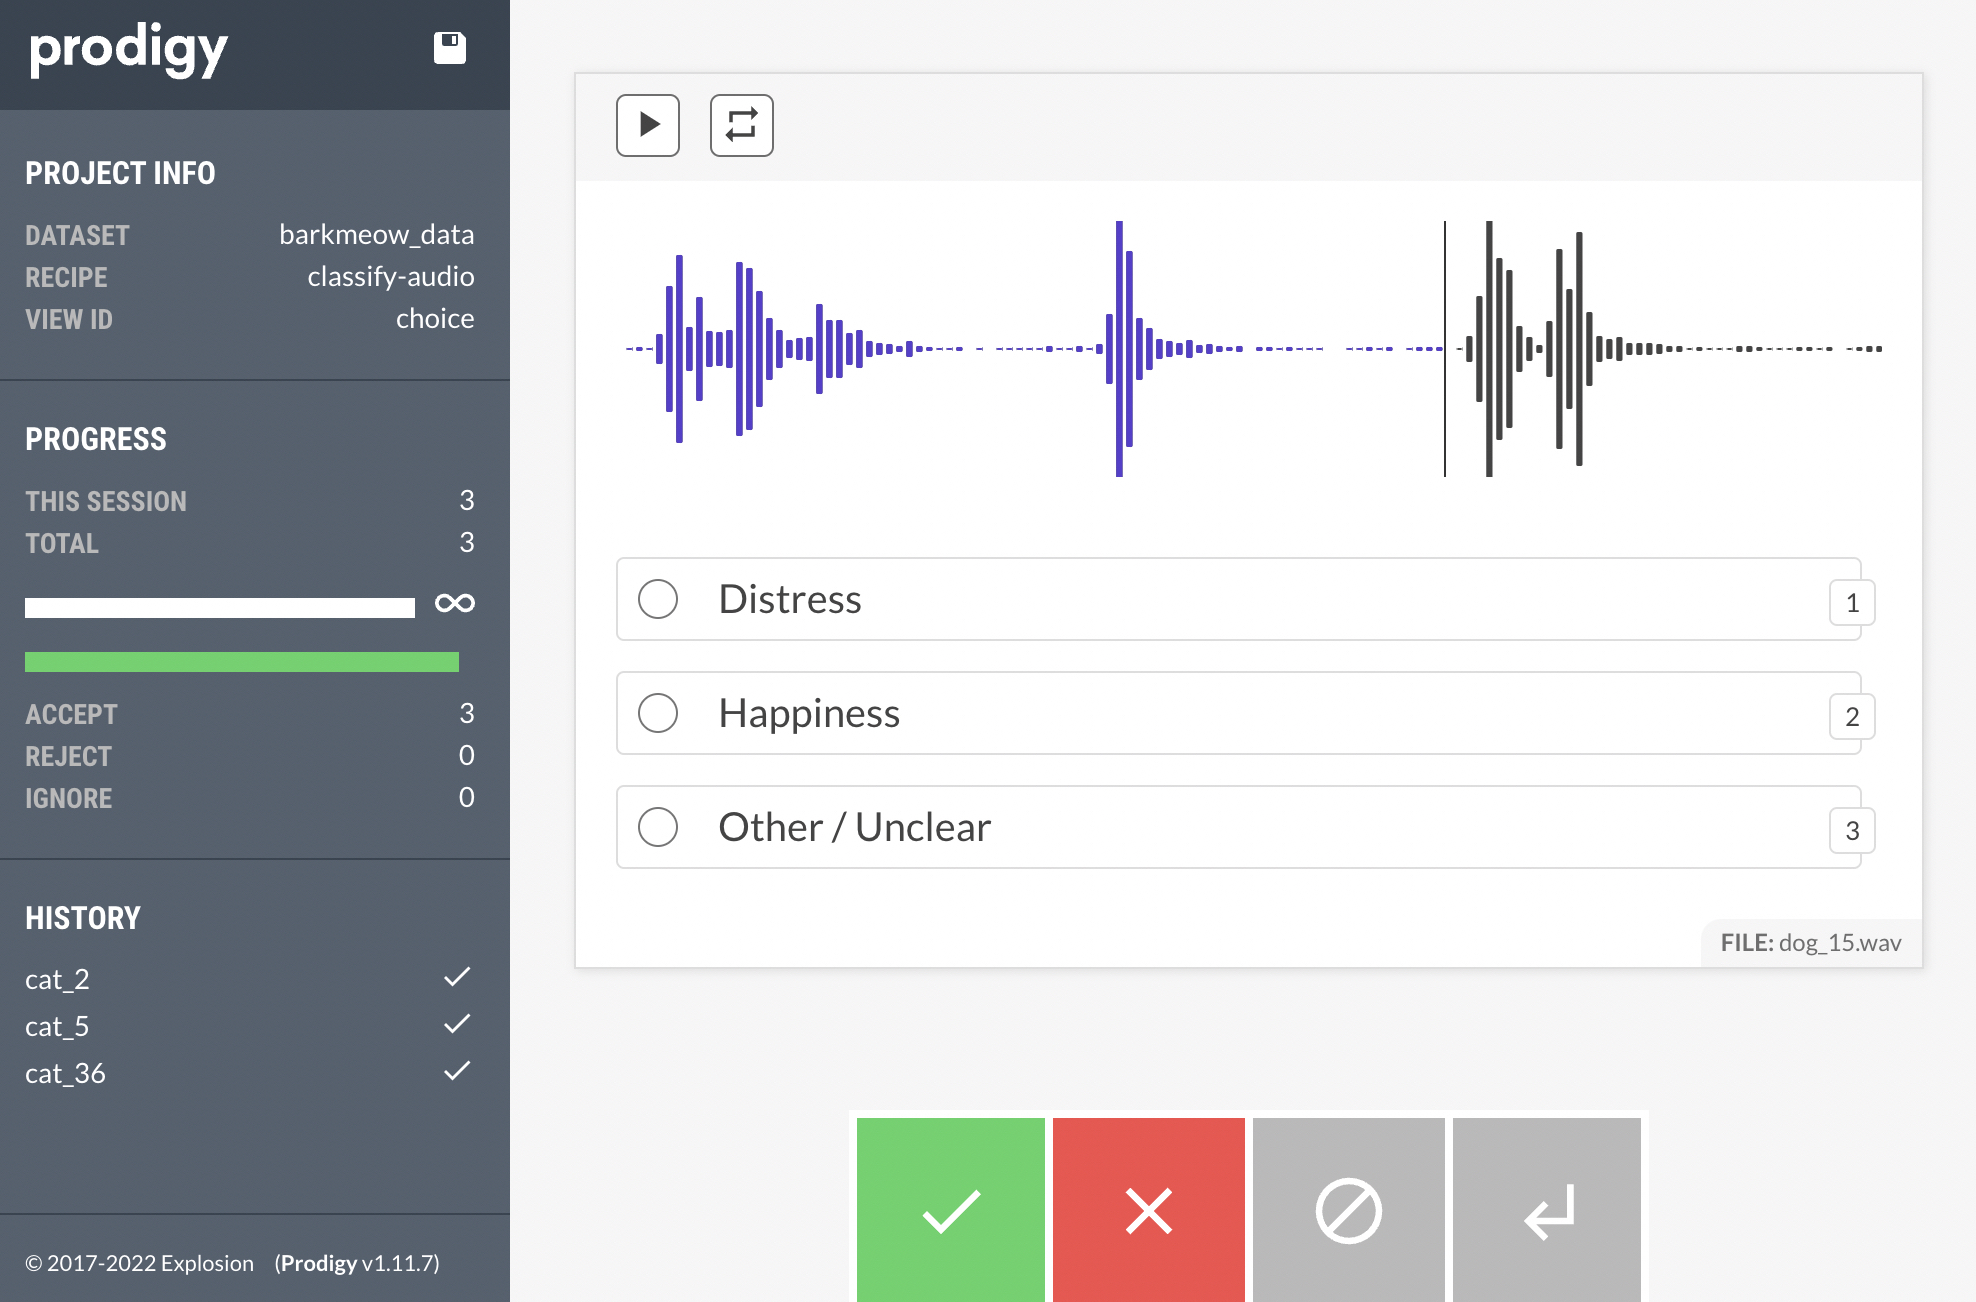 prodigy
PROJECT INFO
DATASET barkmeow_data
RECIPE classify-audio
VIEW ID choice
PROGRESS
THIS SESSION 3
TOTAL 3
∞
ACCEPT 3
REJECT 0
IGNORE 0
HISTORY
cat_2
cat_5
cat_36
© 2017-2022 Explosion (Prodigy v1.11.7)
Distress 1
Happiness 2
Other / Unclear 3
FILE: dog_15.wav